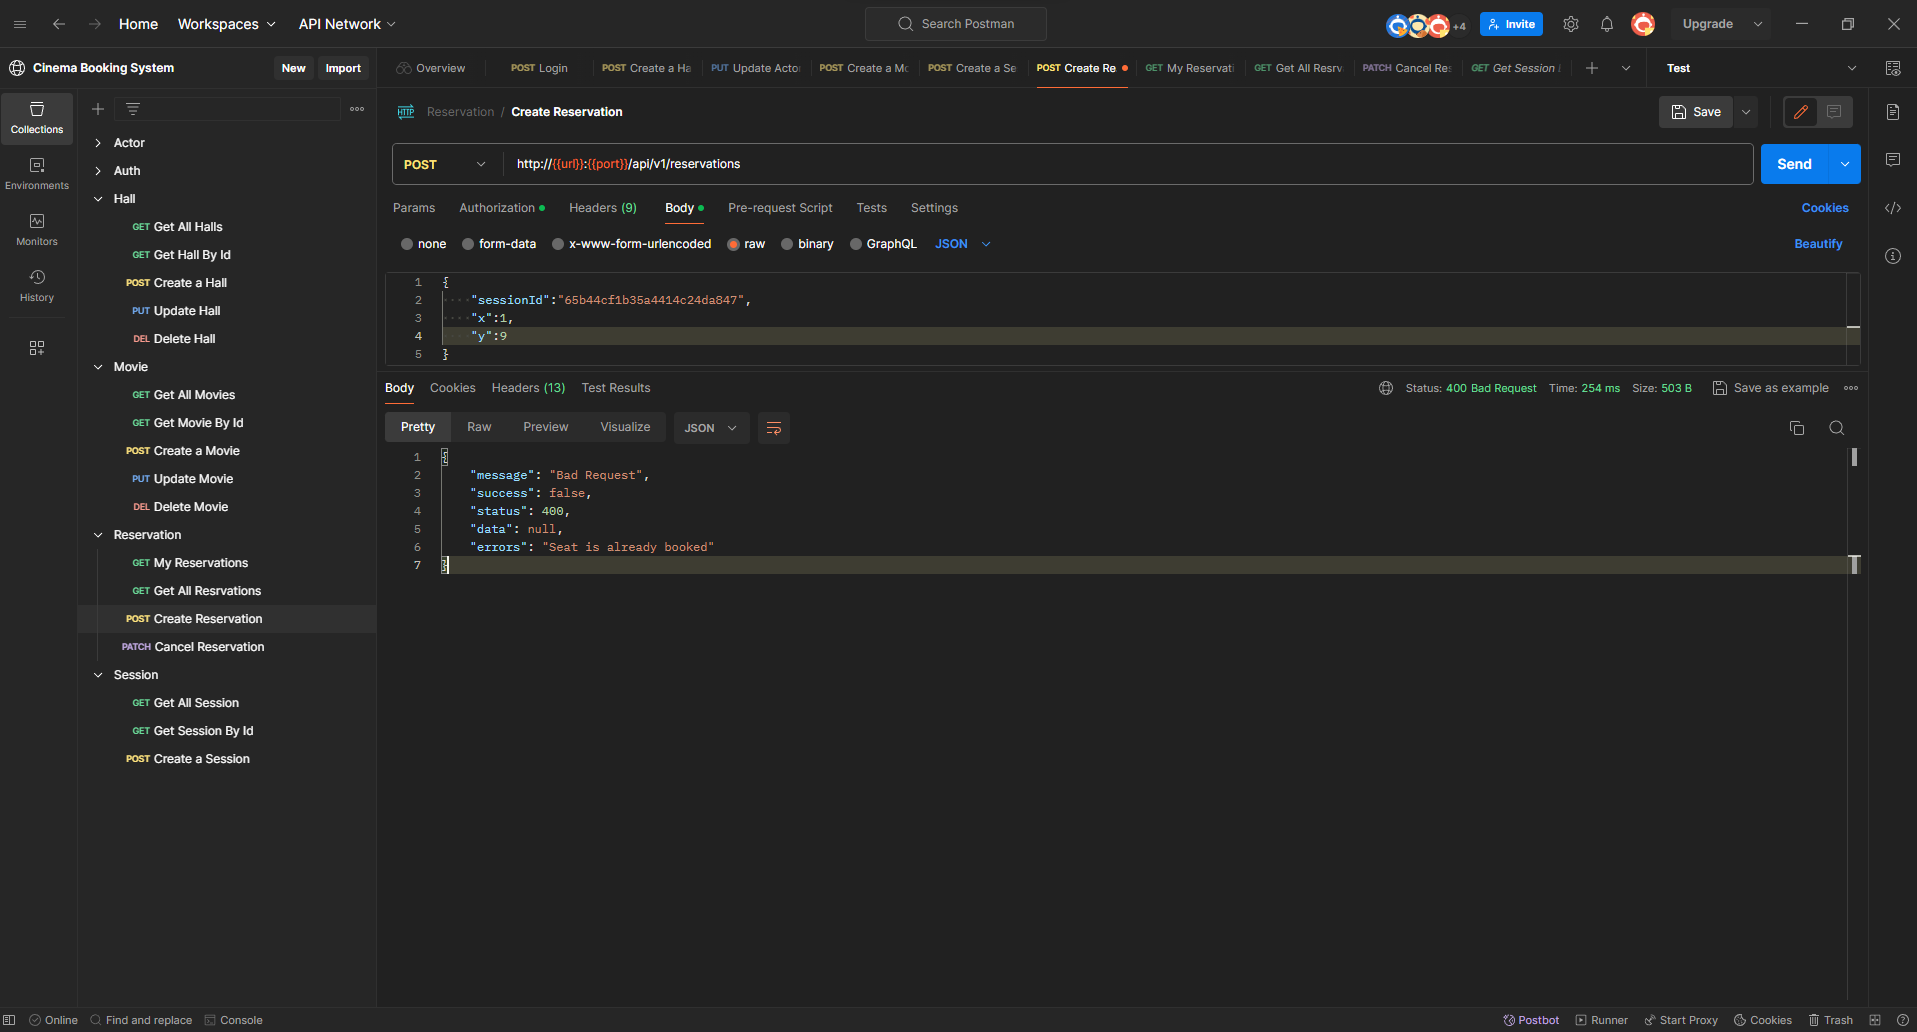 Home Workspaces API Network Search Postman +4 Invite Upgrade
Cinema Booking System New Import
Overview POST Login POST Create a Ha PUT Update Acto POST Create a Mo POST Create a Se POST Create Re GET My Reservati GET Get All Resrv PATCH Cancel Res GET Get Session Test
Collections
Environments
Monitors
History
Actor
Auth
Hall
GET Get All Halls
GET Get Hall By Id
POST Create a Hall
PUT Update Hall
DEL Delete Hall
Movie
GET Get All Movies
GET Get Movie By Id
POST Create a Movie
PUT Update Movie
DEL Delete Movie
Reservation
GET My Reservations
GET Get All Resrvations
POST Create Reservation
PATCH Cancel Reservation
Session
GET Get All Session
GET Get Session By Id
POST Create a Session
HTTP Reservation / Create Reservation Save
POST http://{{url}}:{{port}}/api/v1/reservations Send
Params Authorization Headers (9) Body Pre-request Script Tests Settings Cookies
none form-data x-www-form-urlencoded raw binary GraphQL JSON Beautify
1 {
2 "sessionId":"65b44cf1b35a4414c24da847",
3 "x":1,
4 "y":9
5 }
Body Cookies Headers (13) Test Results Status: 400 Bad Request Time: 254 ms Size: 503 B Save as example
Pretty Raw Preview Visualize JSON
1 {
2 "message": "Bad Request",
3 "success": false,
4 "status": 400,
5 "data": null,
6 "errors": "Seat is already booked"
7 }
Online Find and replace Console Postbot Runner Start Proxy Cookies Trash